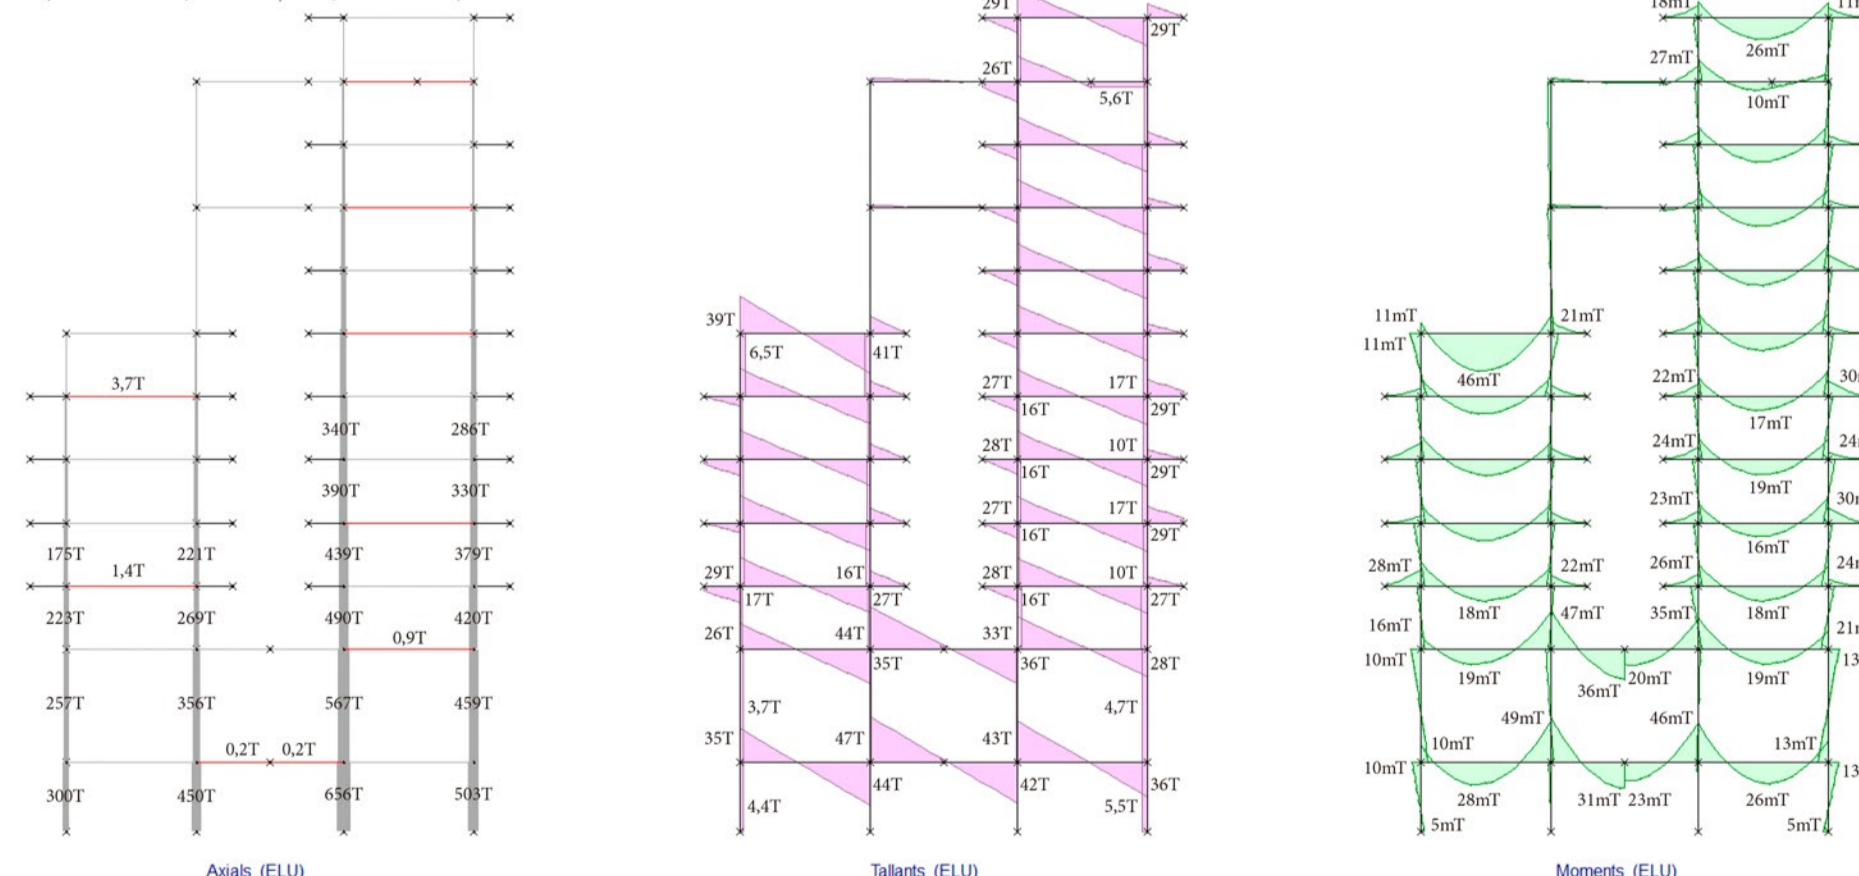 3,7T
340T
286T
390T
330T
175T
221T
439T
379T
1,4T
223T
269T
490T
420T
0,9T
257T
356T
567T
459T
0,2T
0,2T
300T
450T
656T
503T
Axials (ELU)
29T
29T
26T
5,6T
39T
6,5T
41T
27T
17T
16T
29T
28T
10T
16T
29T
27T
17T
16T
29T
29T
16T
28T
10T
17T
27T
16T
27T
26T
44T
33T
35T
36T
28T
3,7T
4,7T
35T
47T
43T
44T
42T
36T
4,4T
5,5T
Tallants (ELU)
18mT
27mT
26mT
10mT
11mT
21mT
11mT
46mT
22mT
17mT
24mT
19mT
23mT
16mT
28mT
22mT
26mT
18mT
18mT
16mT
47mT
35mT
10mT
19mT
36mT
20mT
19mT
49mT
46mT
10mT
13mT
10mT
28mT
31mT
23mT
26mT
5mT
5mT
Moments (ELU)